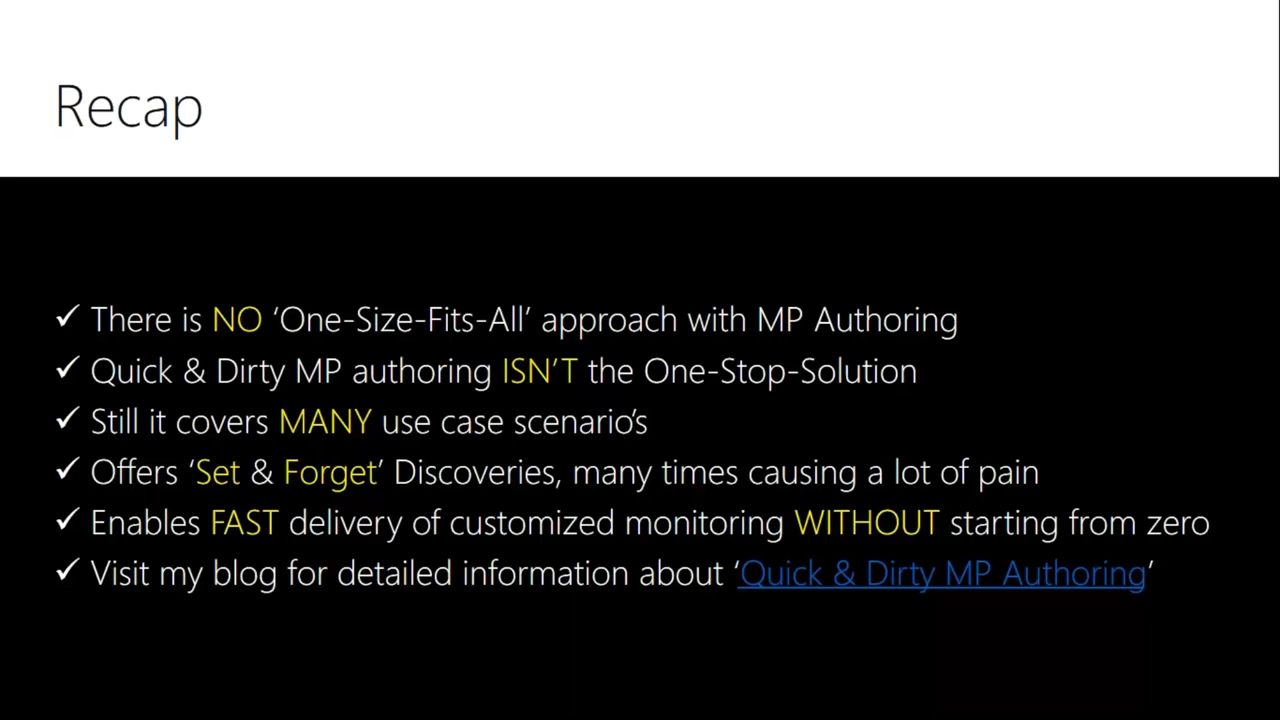 Recap
✓ There is NO ‘One-Size-Fits-All’ approach with MP Authoring
✓ Quick & Dirty MP authoring ISN’T the One-Stop-Solution
✓ Still it covers MANY use case scenario’s
✓ Offers ‘Set & Forget’ Discoveries, many times causing a lot of pain
✓ Enables FAST delivery of customized monitoring WITHOUT starting from zero
✓ Visit my blog for detailed information about ‘Quick & Dirty MP Authoring’